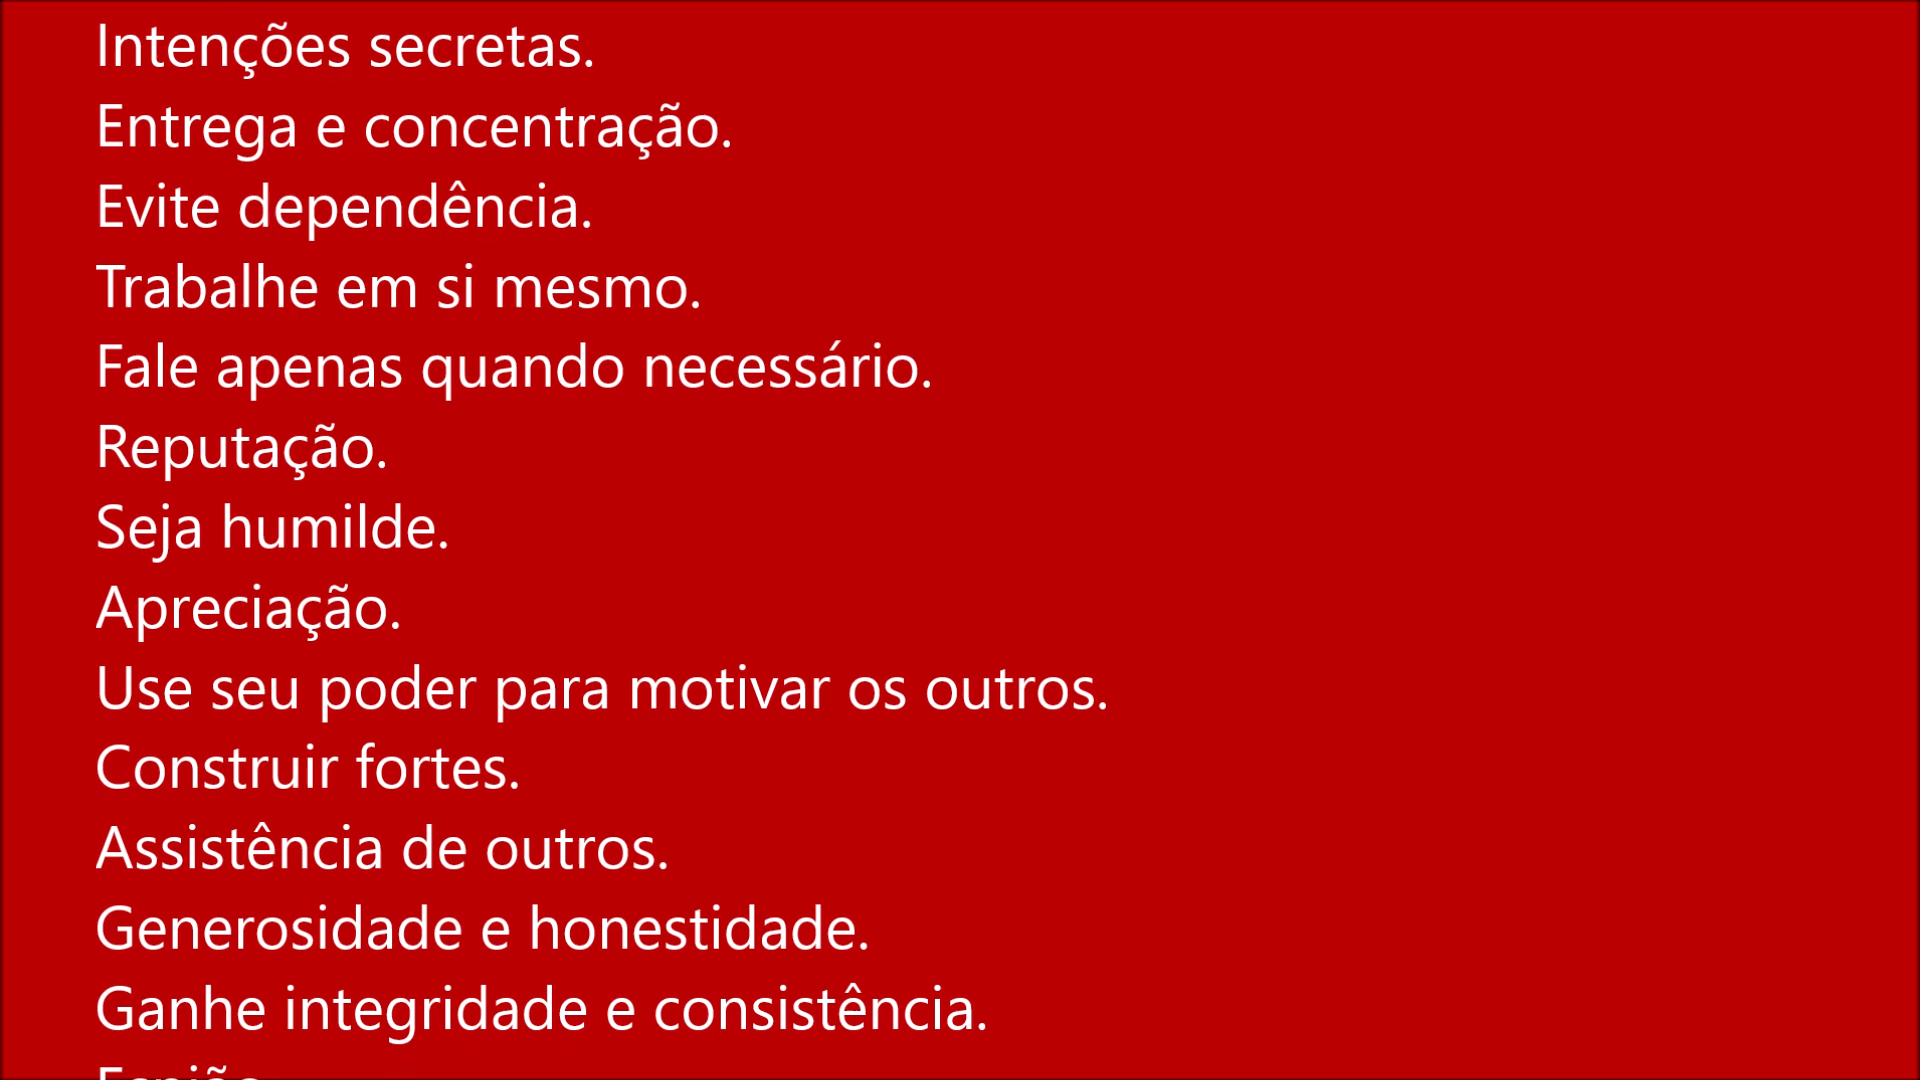 Intenções secretas.
Entrega e concentração.
Evite dependência.
Trabalhe em si mesmo.
Fale apenas quando necessário.
Reputação.
Seja humilde.
Apreciação.
Use seu poder para motivar os outros.
Construir fortes.
Assistência de outros.
Generosidade e honestidade.
Ganhe integridade e consistência.